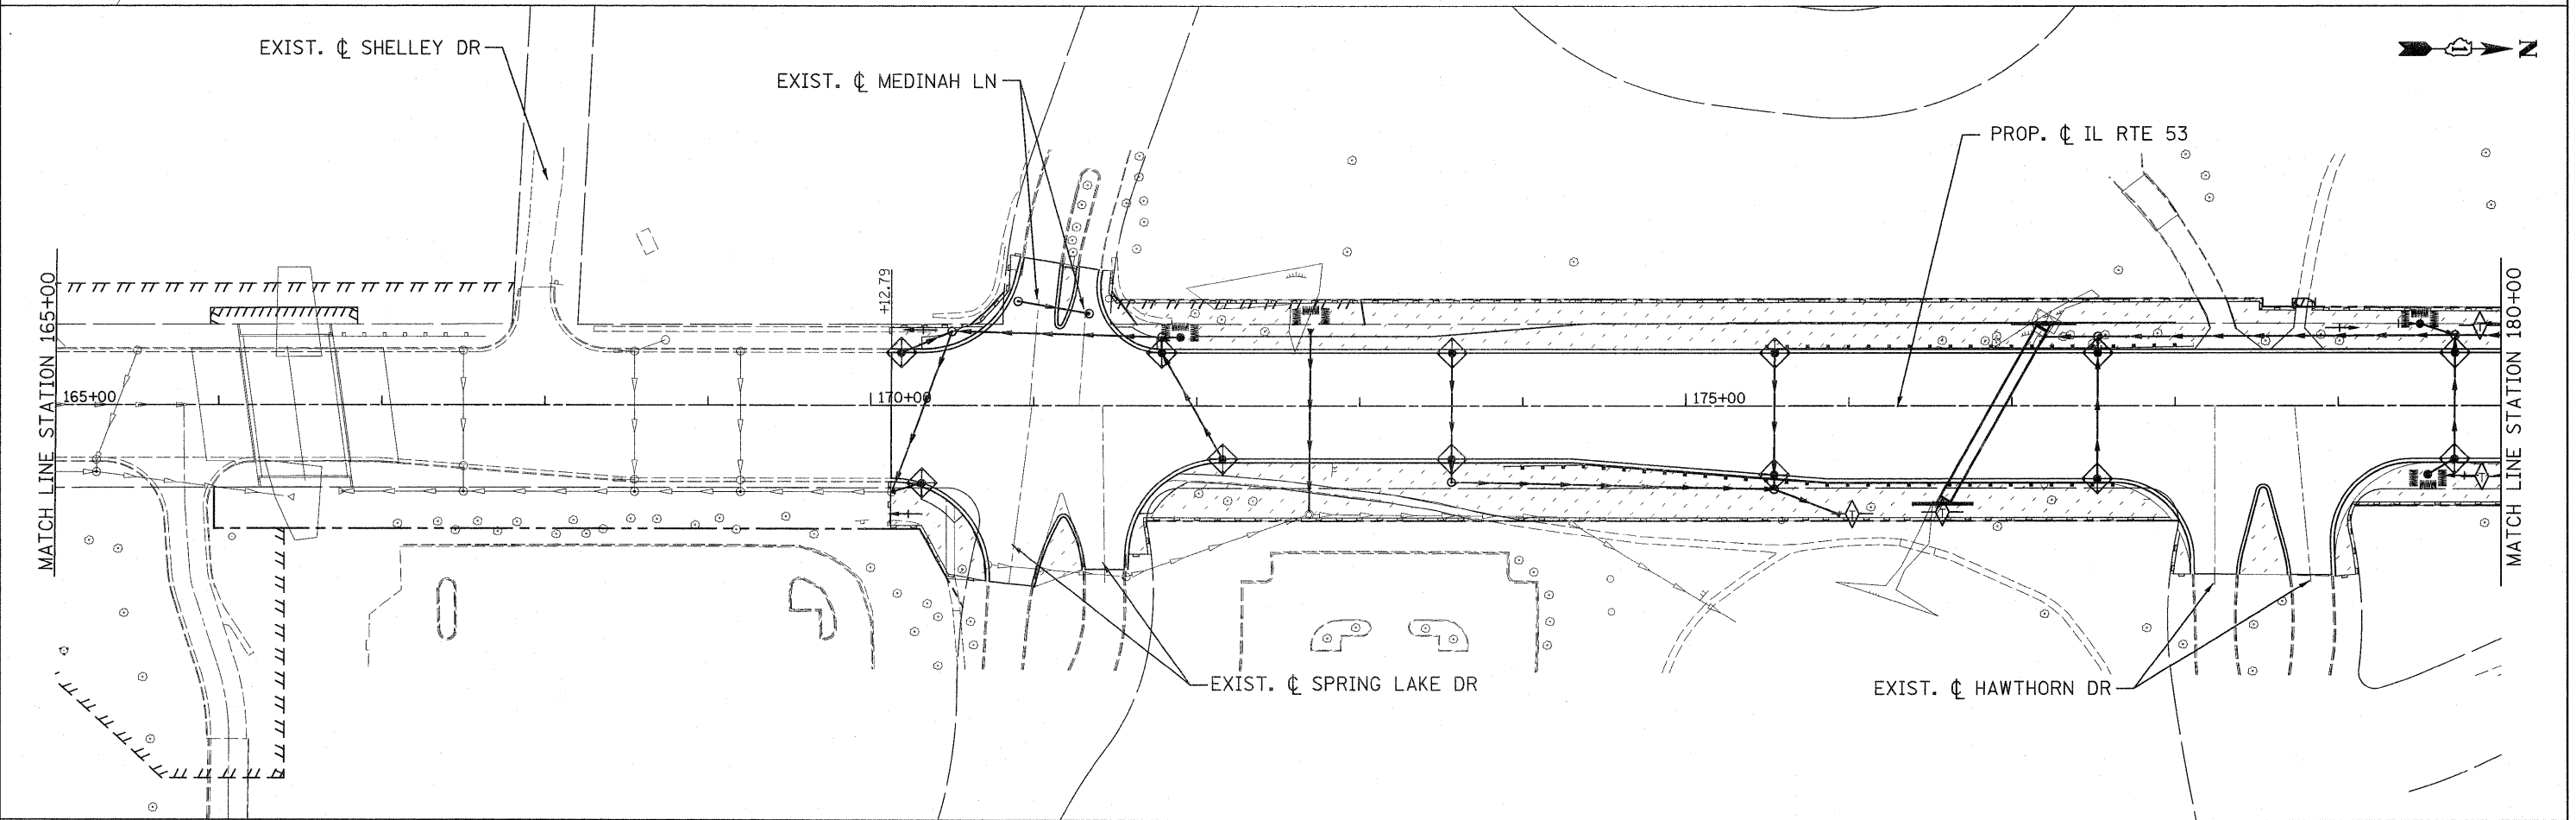 EXIST. ℄ SHELLEY DR
EXIST. ℄ MEDINAH LN
N
PROP. ℄ IL RTE 53
MATCH LINE STATION 165+00
+12.79
MATCH LINE STATION 180+00
165+00
170+00
175+00
T
T
T
T
EXIST. ℄ SPRING LAKE DR
EXIST. ℄ HAWTHORN DR